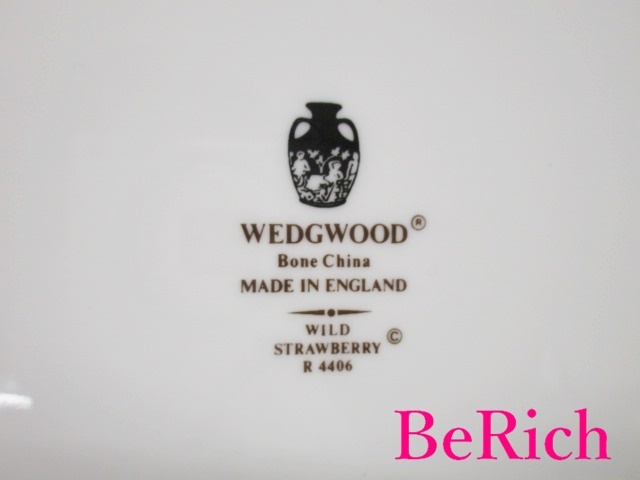 WEDGWOOD®
Bone China
MADE IN ENGLAND
WILD
STRAWBERRY ©
R 4406
BeRich